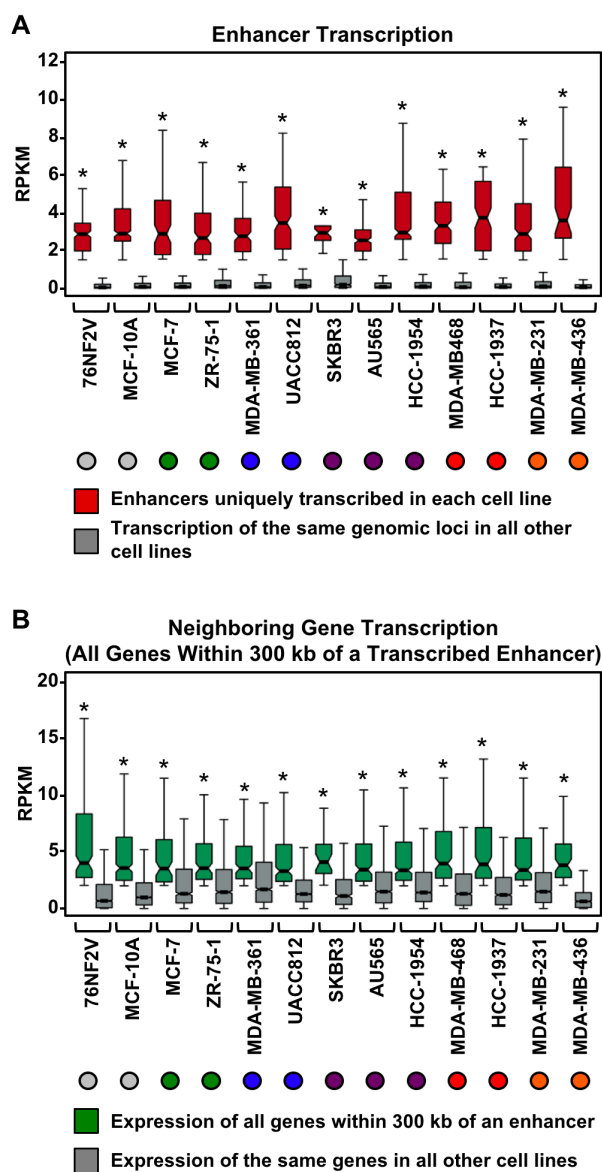 A
Enhancer Transcription
12
10
8
6
4
2
0
RPKM
* * * * * * * * * * * * *
76NF2V
MCF-10A
MCF-7
ZR-75-1
MDA-MB-361
UACC812
SKBR3
AU565
HCC-1954
MDA-MB468
HCC-1937
MDA-MB-231
MDA-MB-436
Enhancers uniquely transcribed in each cell line
Transcription of the same genomic loci in all other
cell lines
B
Neighboring Gene Transcription
(All Genes Within 300 kb of a Transcribed Enhancer)
20
15
10
5
0
RPKM
* * * * * * * * * * * * *
76NF2V
MCF-10A
MCF-7
ZR-75-1
MDA-MB-361
UACC812
SKBR3
AU565
HCC-1954
MDA-MB-468
HCC-1937
MDA-MB-231
MDA-MB-436
Expression of all genes within 300 kb of an enhancer
Expression of the same genes in all other cell lines